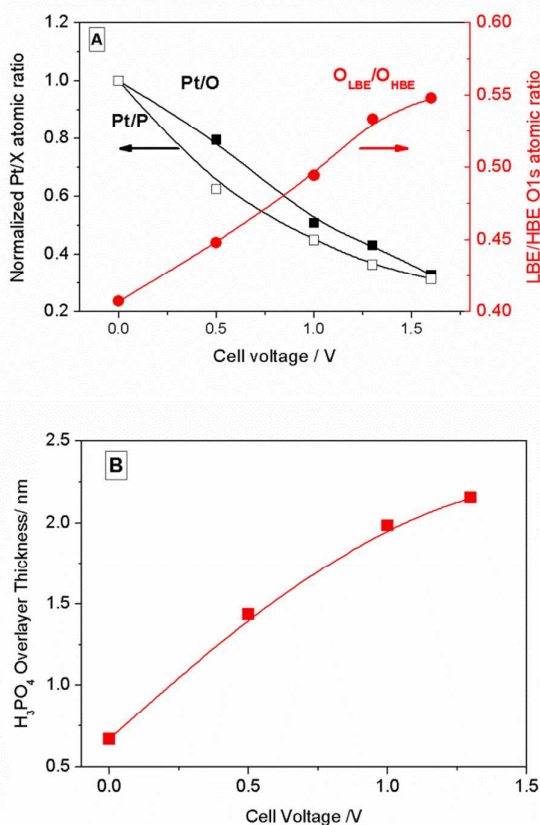 A
Pt/O
Pt/P
O_LBE/O_HBE
Normalized Pt/X atomic ratio
1.2
1.0
0.8
0.6
0.4
0.2
0.60
0.55
0.50
0.45
0.40
LBE/HBE O1s atomic ratio
0.0 0.5 1.0 1.5
Cell voltage / V
B
H₃PO₄ Overlayer Thickness/ nm
2.5
2.0
1.5
1.0
0.5
0.0 0.5 1.0 1.5
Cell Voltage /V